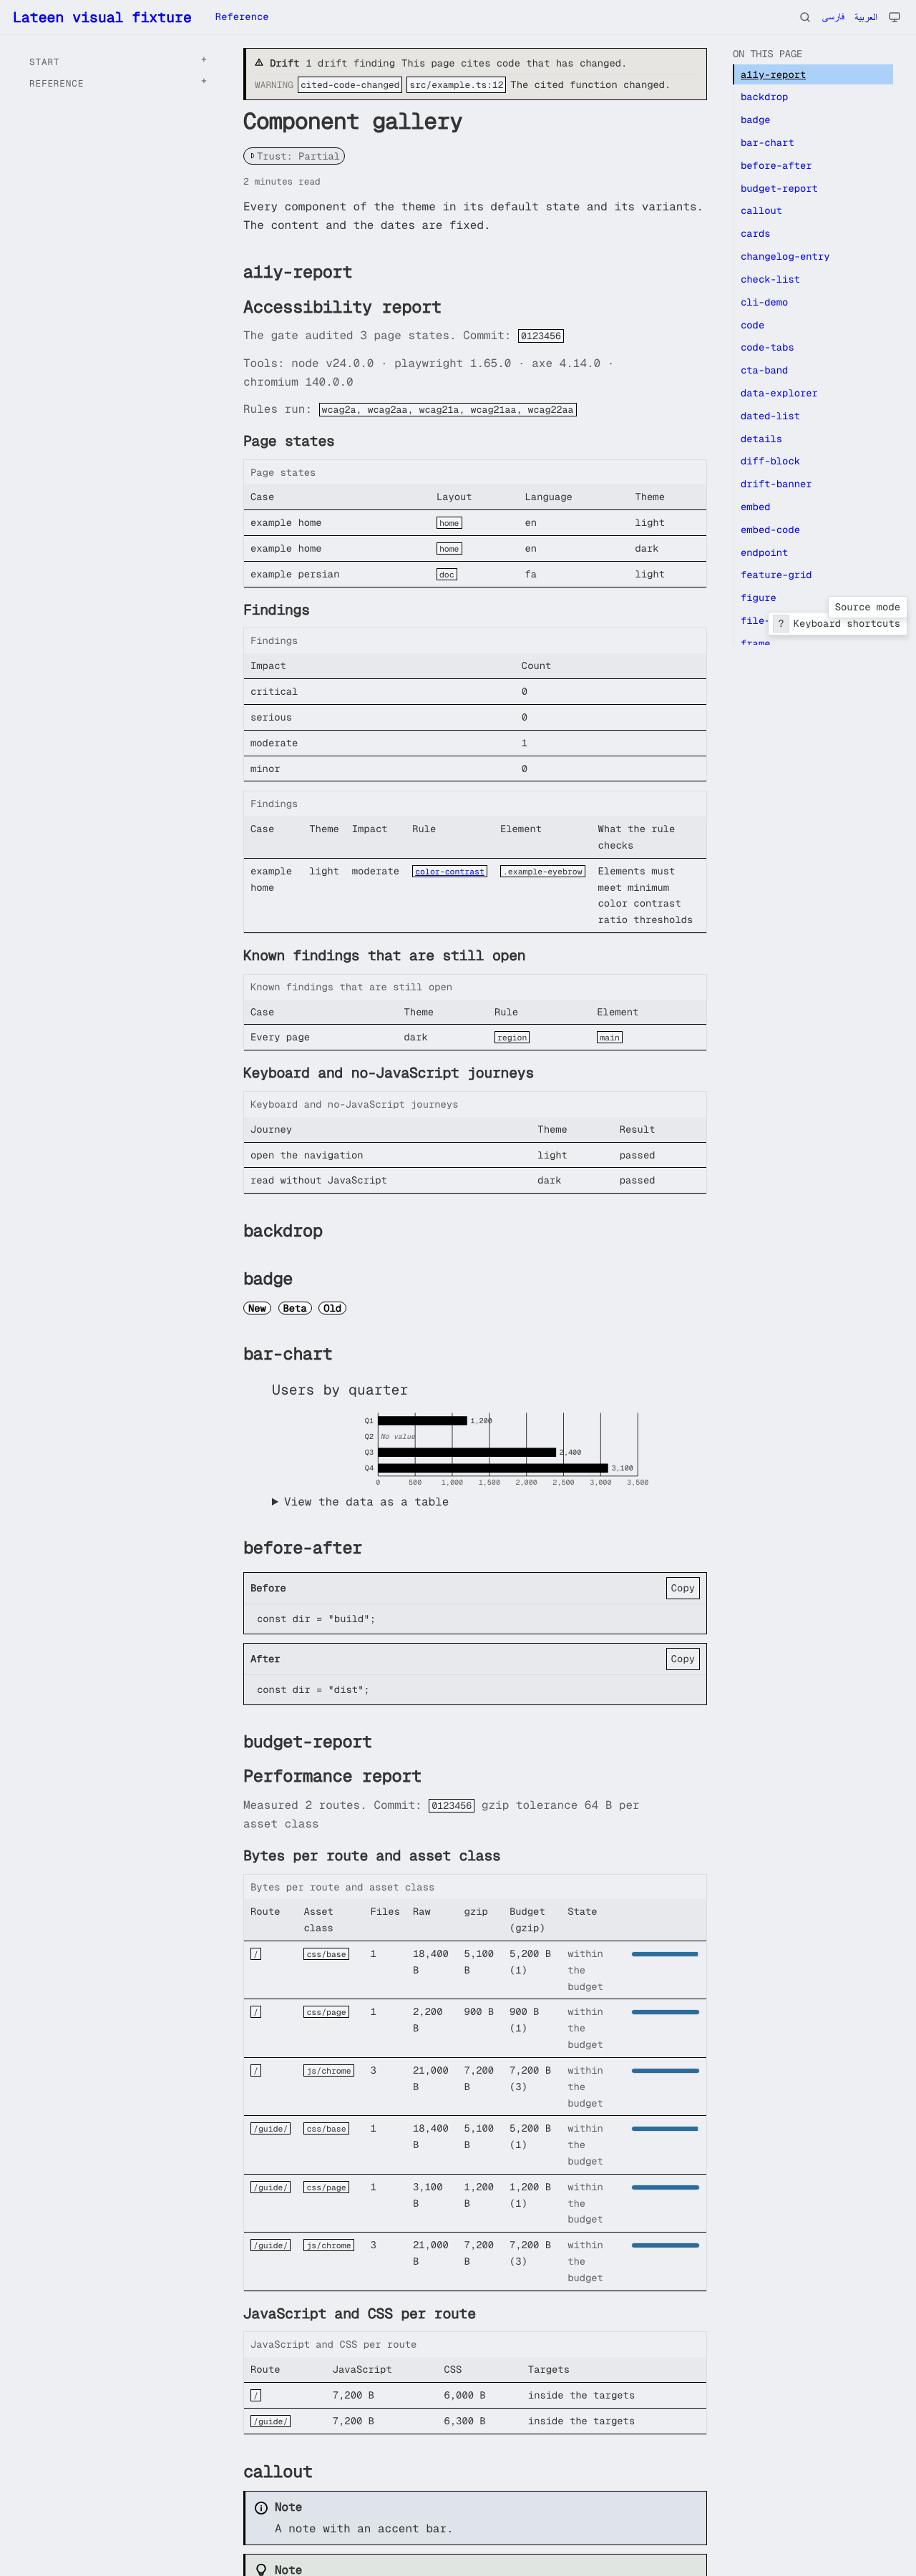 Lateen visual fixture
Reference
فارسی
العربية
START +
REFERENCE +
Drift 1 drift finding This page cites code that has changed.
WARNING cited-code-changed src/example.ts:12 The cited function changed.
Component gallery
Trust: Partial
2 minutes read
Every component of the theme in its default state and its variants.
The content and the dates are fixed.
a11y-report
Accessibility report
The gate audited 3 page states. Commit: 0123456
Tools: node v24.0.0 · playwright 1.65.0 · axe 4.14.0 ·
chromium 140.0.0
Rules run: wcag2a, wcag2aa, wcag21a, wcag21aa, wcag22aa
Page states
Page states
Case Layout Language Theme
example home home en light
example home home en dark
example persian doc fa light
Findings
Findings
Impact Count
critical 0
serious 0
moderate 1
minor 0
Findings
Case Theme Impact Rule Element What the rule
checks
example light moderate color-contrast .example-eyebrow Elements must
home meet minimum
color contrast
ratio thresholds
Known findings that are still open
Known findings that are still open
Case Theme Rule Element
Every page dark region main
Keyboard and no-JavaScript journeys
Keyboard and no-JavaScript journeys
Journey Theme Result
open the navigation light passed
read without JavaScript dark passed
backdrop
badge
New Beta Old
bar-chart
Users by quarter
Q1 1,200
Q2 No value
Q3 2,400
Q4 3,100
0 500 1,000 1,500 2,000 2,500 3,000 3,500
View the data as a table
before-after
Before Copy
const dir = "build";
After Copy
const dir = "dist";
budget-report
Performance report
Measured 2 routes. Commit: 0123456 gzip tolerance 64 B per
asset class
Bytes per route and asset class
Bytes per route and asset class
Route Asset Files Raw gzip Budget State
class (gzip)
/ css/base 1 18,400 5,100 5,200 B within
B B (1) the
budget
/ css/page 1 2,200 900 B 900 B within
B (1) the
budget
/ js/chrome 3 21,000 7,200 7,200 B within
B B (3) the
budget
/guide/ css/base 1 18,400 5,100 5,200 B within
B B (1) the
budget
/guide/ css/page 1 3,100 1,200 1,200 B within
B B (1) the
budget
/guide/ js/chrome 3 21,000 7,200 7,200 B within
B B (3) the
budget
JavaScript and CSS per route
JavaScript and CSS per route
Route JavaScript CSS Targets
/ 7,200 B 6,000 B inside the targets
/guide/ 7,200 B 6,300 B inside the targets
callout
Note
A note with an accent bar.
Note
ON THIS PAGE
a11y-report
backdrop
badge
bar-chart
before-after
budget-report
callout
cards
changelog-entry
check-list
cli-demo
code
code-tabs
cta-band
data-explorer
dated-list
details
diff-block
drift-banner
embed
embed-code
endpoint
feature-grid
figure
file-
frame
Source mode
? Keyboard shortcuts